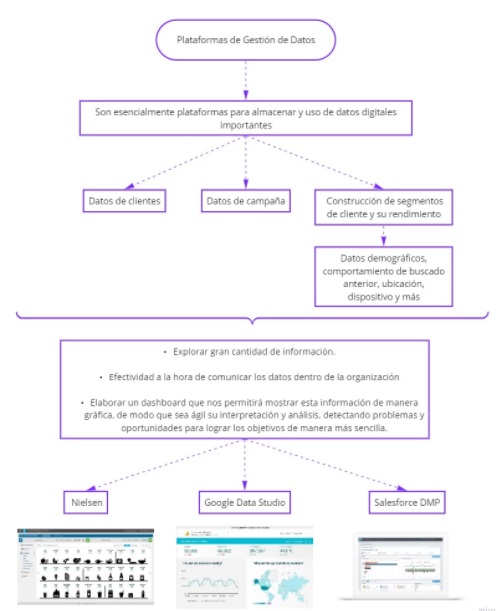 Plataformas de Gestión de Datos
Son esencialmente plataformas para almacenar y uso de datos digitales
importantes
Datos de clientes
Datos de campaña
Construcción de segmentos
de cliente y su rendimiento
Datos demográficos,
comportamiento de buscado
anterior, ubicación,
dispositivo y más
• Explorar gran cantidad de información.
• Efectividad a la hora de comunicar los datos dentro de la organización
• Elaborar un dashboard que nos permitirá mostrar esta información de manera
gráfica, de modo que sea ágil su interpretación y análisis, detectando problemas y
oportunidades para lograr los objetivos de manera más sencilla.
Nielsen
Google Data Studio
Salesforce DMP